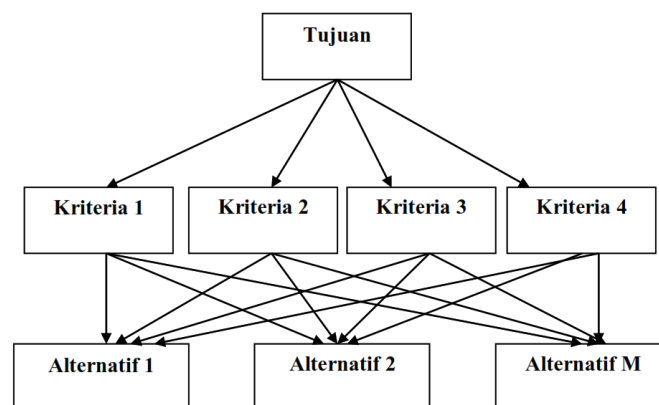 Tujuan
Kriteria 1
Kriteria 2
Kriteria 3
Kriteria 4
Alternatif 1
Alternatif 2
Alternatif M